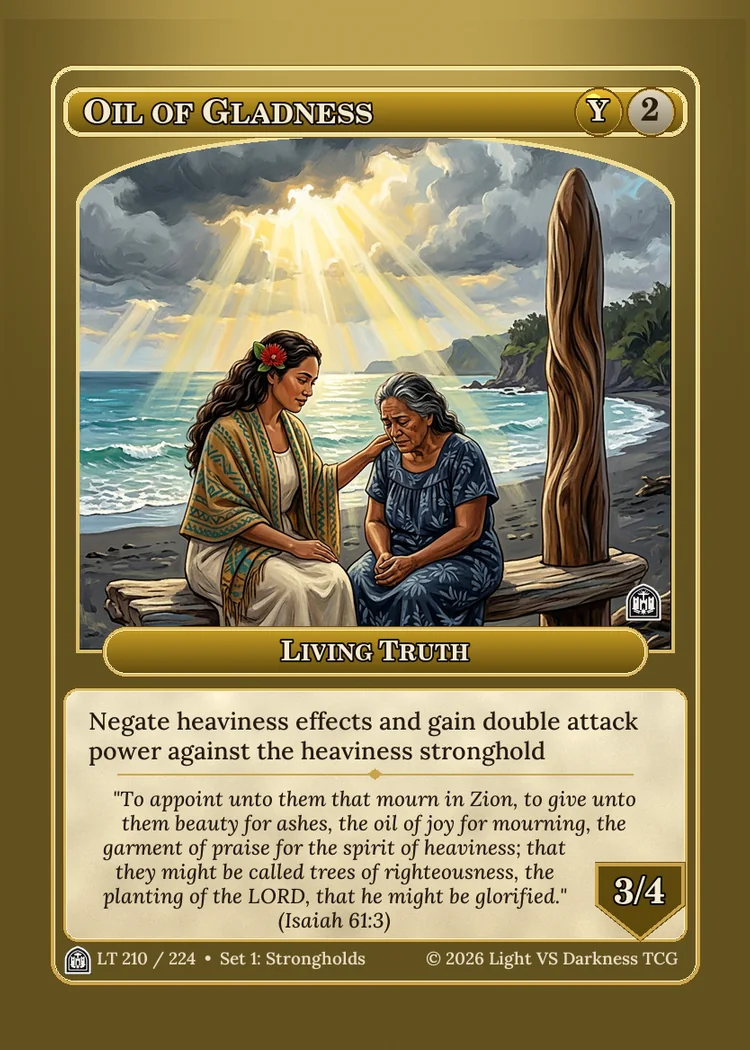 Oil of Gladness Y 2
Living Truth
Negate heaviness effects and gain double attack
power against the heaviness stronghold
"To appoint unto them that mourn in Zion, to give unto
them beauty for ashes, the oil of joy for mourning, the
garment of praise for the spirit of heaviness; that
they might be called trees of righteousness, the
planting of the LORD, that he might be glorified."
(Isaiah 61:3)
3/4
LT 210 / 224 • Set 1: Strongholds © 2026 Light VS Darkness TCG